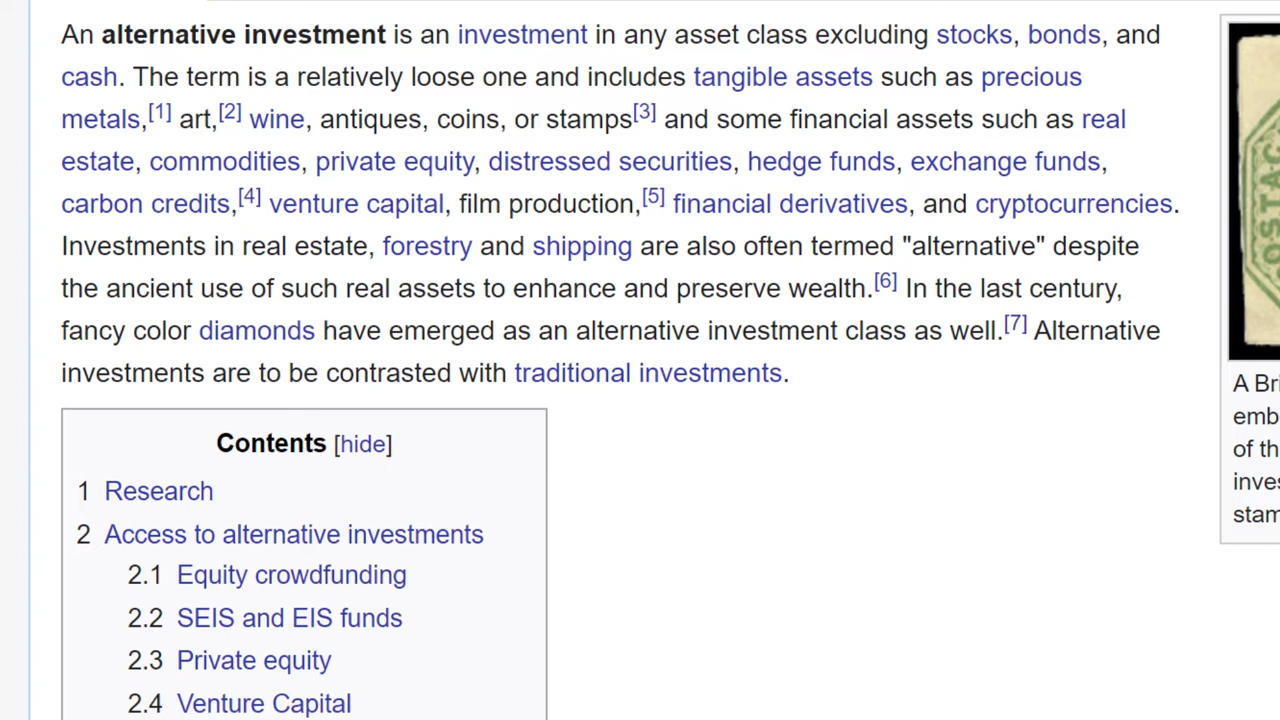 An alternative investment is an investment in any asset class excluding stocks, bonds, and
cash. The term is a relatively loose one and includes tangible assets such as precious
metals,[1] art,[2] wine, antiques, coins, or stamps[3] and some financial assets such as real
estate, commodities, private equity, distressed securities, hedge funds, exchange funds,
carbon credits,[4] venture capital, film production,[5] financial derivatives, and cryptocurrencies.
Investments in real estate, forestry and shipping are also often termed "alternative" despite
the ancient use of such real assets to enhance and preserve wealth.[6] In the last century,
fancy color diamonds have emerged as an alternative investment class as well.[7] Alternative
investments are to be contrasted with traditional investments.
Contents [hide]
1 Research
2 Access to alternative investments
2.1 Equity crowdfunding
2.2 SEIS and EIS funds
2.3 Private equity
2.4 Venture Capital
A Bri
emb
of th
inves
stam